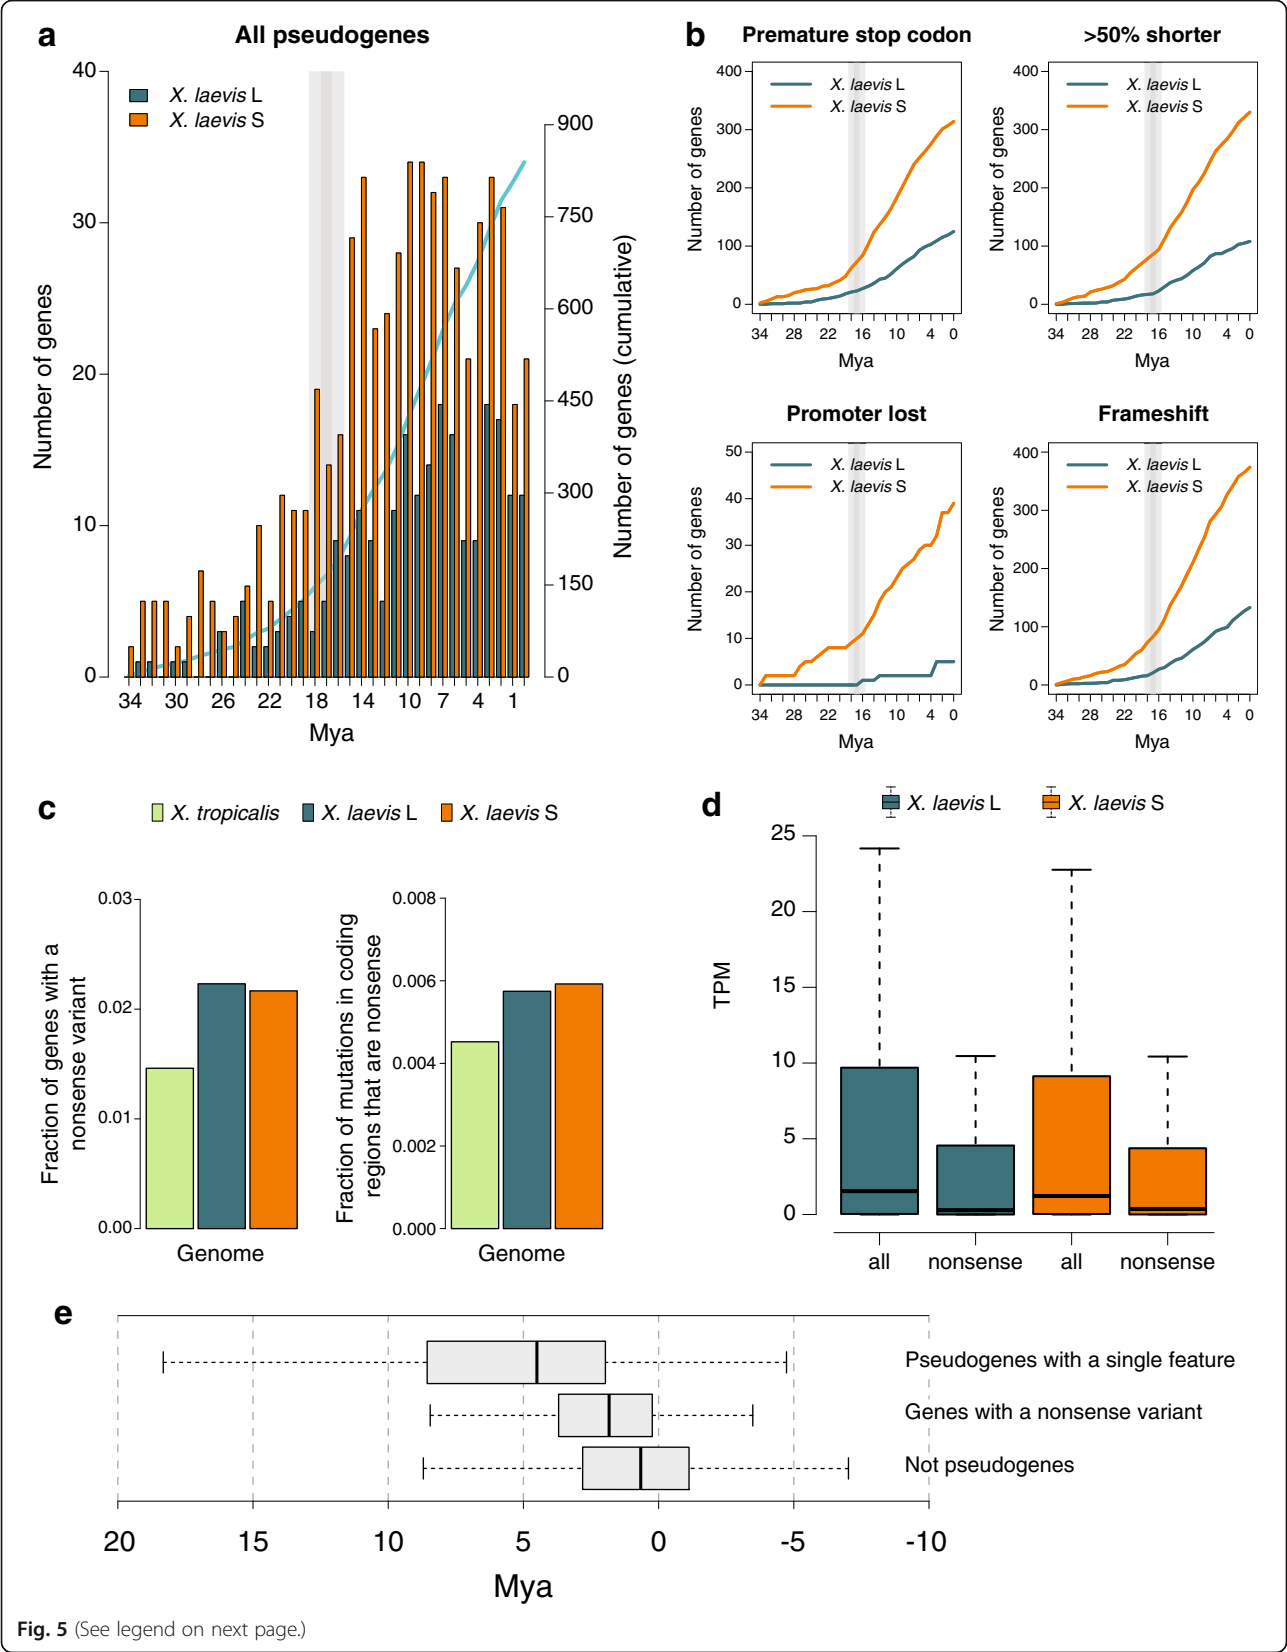 a
All pseudogenes
40
30
20
10
0
Number of genes
X. laevis L
X. laevis S
900
750
600
450
300
150
0
Number of genes (cumulative)
34 30 26 22 18 14 10 7 4 1
Mya
b
Premature stop codon
400
300
200
100
0
Number of genes
X. laevis L
X. laevis S
34 28 22 16 10 4 0
Mya
>50% shorter
400
300
200
100
0
Number of genes
X. laevis L
X. laevis S
34 28 22 16 10 4 0
Mya
Promoter lost
50
40
30
20
10
0
Number of genes
X. laevis L
X. laevis S
34 28 22 16 10 4 0
Mya
Frameshift
400
300
200
100
0
Number of genes
X. laevis L
X. laevis S
34 28 22 16 10 4 0
Mya
c
X. tropicalis X. laevis L X. laevis S
Fraction of genes with a
nonsense variant
0.03
0.02
0.01
0.00
Genome
Fraction of mutations in coding
regions that are nonsense
0.008
0.006
0.004
0.002
0.000
Genome
d
X. laevis L X. laevis S
TPM
25
20
15
10
5
0
all nonsense all nonsense
e
Pseudogenes with a single feature
Genes with a nonsense variant
Not pseudogenes
20 15 10 5 0 -5 -10
Mya
Fig. 5 (See legend on next page.)